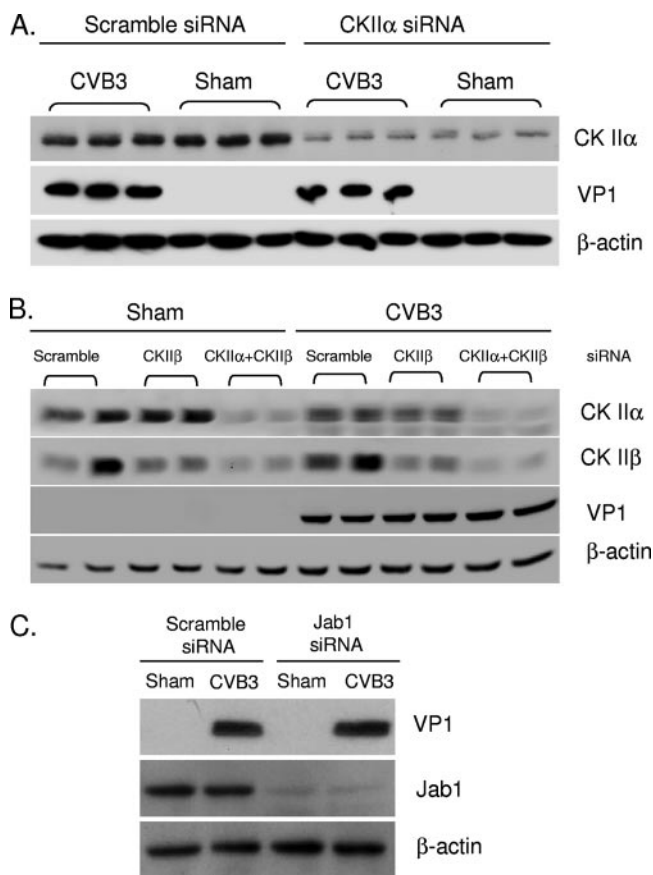 A.
Scramble siRNA CKIIα siRNA
CVB3 Sham CVB3 Sham
CK IIα
VP1
β-actin
B.
Sham CVB3
Scramble CKIIβ CKIIα+CKIIβ Scramble CKIIβ CKIIα+CKIIβ siRNA
CK IIα
CK IIβ
VP1
β-actin
C.
Scramble siRNA Jab1 siRNA
Sham CVB3 Sham CVB3
VP1
Jab1
β-actin